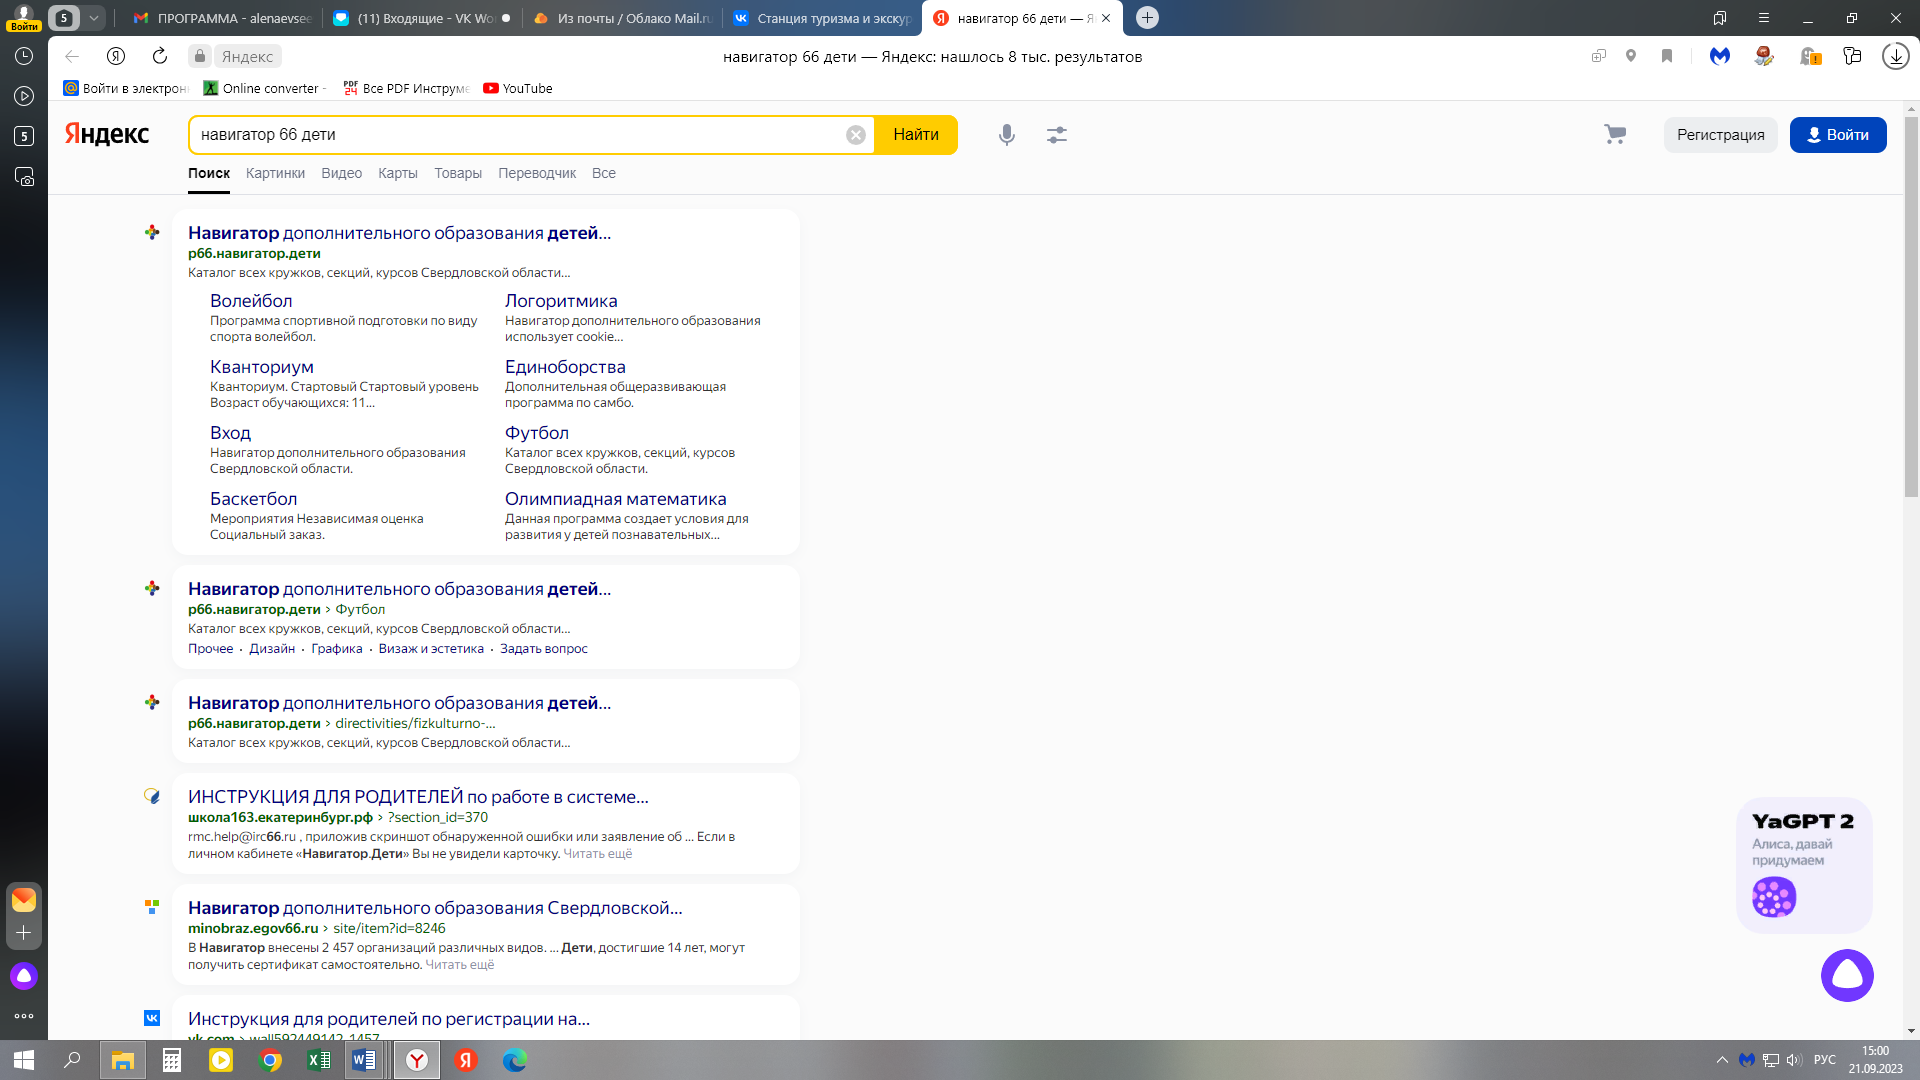 Войти
5
ПРОГРАММА - alenaevsee
(11) Входящие - VK Wor
Из почты / Облако Mail.ru
Станция туризма и экскур
навигатор 66 дети — Я
Яндекс
навигатор 66 дети — Яндекс: нашлось 8 тыс. результатов
Войти в электрон
Online converter -
Все PDF Инструме
YouTube
5
Яндекс
навигатор 66 дети
Найти
Регистрация
Войти
Поиск Картинки Видео Карты Товары Переводчик Все
Навигатор дополнительного образования детей...
р66.навигатор.дети
Каталог всех кружков, секций, курсов Свердловской области...
Волейбол
Программа спортивной подготовки по виду
спорта волейбол.
Логоритмика
Навигатор дополнительного образования
использует cookie...
Кванториум
Кванториум. Стартовый Стартовый уровень
Возраст обучающихся: 11...
Единоборства
Дополнительная общеразвивающая
программа по самбо.
Вход
Навигатор дополнительного образования
Свердловской области.
Футбол
Каталог всех кружков, секций, курсов
Свердловской области.
Баскетбол
Мероприятия Независимая оценка
Социальный заказ.
Олимпиадная математика
Данная программа создает условия для
развития у детей познавательных...
Навигатор дополнительного образования детей...
р66.навигатор.дети › Футбол
Каталог всех кружков, секций, курсов Свердловской области...
Прочее · Дизайн · Графика · Визаж и эстетика · Задать вопрос
Навигатор дополнительного образования детей...
р66.навигатор.дети › directivities/fizkulturno-...
Каталог всех кружков, секций, курсов Свердловской области...
ИНСТРУКЦИЯ ДЛЯ РОДИТЕЛЕЙ по работе в системе...
школа163.екатеринбург.рф › ?section_id=370
rmc.help@irc66.ru , приложив скриншот обнаруженной ошибки или заявление об ... Если в
личном кабинете «Навигатор.Дети» Вы не увидели карточку. Читать ещё
Навигатор дополнительного образования Свердловской...
minobraz.egov66.ru › site/item?id=8246
В Навигатор внесены 2 457 организаций различных видов. ... Дети, достигшие 14 лет, могут
получить сертификат самостоятельно. Читать ещё
Инструкция для родителей по регистрации на...
vk.com › wall592449142_1457
YaGPT 2
Алиса, давай
придумаем
РУС
15:00
21.09.2023